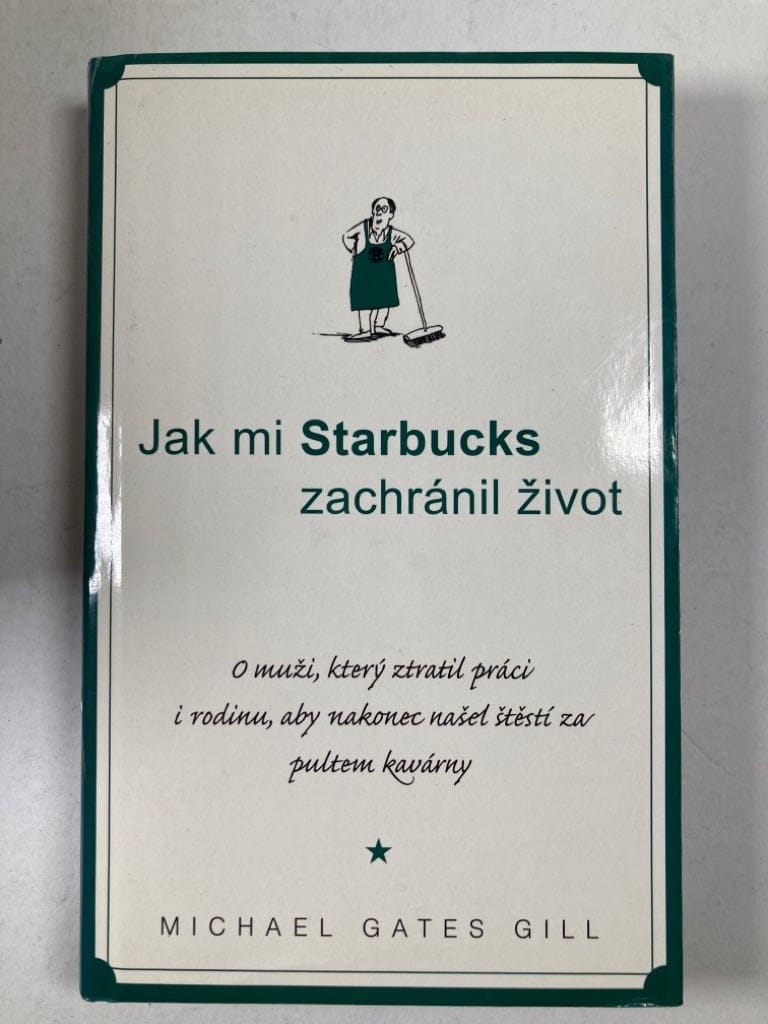 Jak mi Starbucks
zachránil život
O muži, který ztratil práci
i rodinu, aby nakonec našel štěstí za
pultem kavárny
MICHAEL GATES GILL